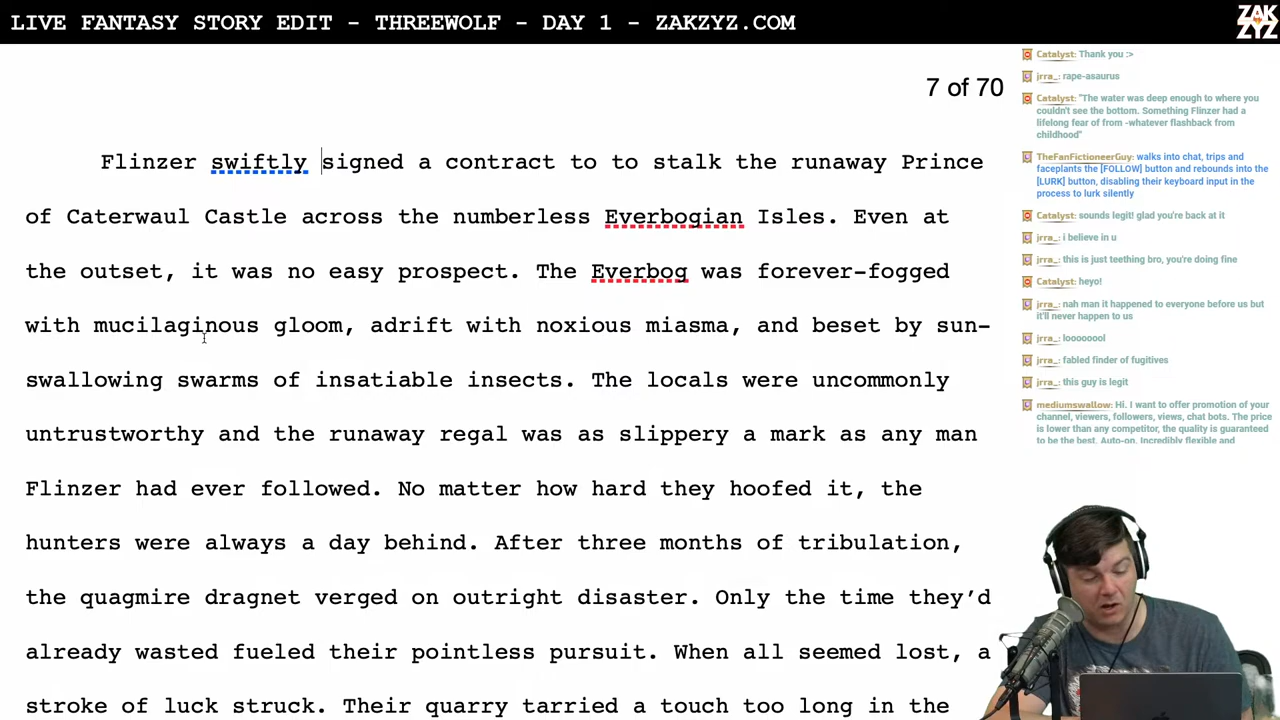 LIVE FANTASY STORY EDIT - THREEWOLF - DAY 1 - ZAKZYZ.COM
ZAK
ZYZ
7 of 70
Flinzer swiftly signed a contract to to stalk the runaway Prince
of Caterwaul Castle across the numberless Everbogian Isles. Even at
the outset, it was no easy prospect. The Everbog was forever-fogged
with mucilaginous gloom, adrift with noxious miasma, and beset by sun-
swallowing swarms of insatiable insects. The locals were uncommonly
untrustworthy and the runaway regal was as slippery a mark as any man
Flinzer had ever followed. No matter how hard they hoofed it, the
hunters were always a day behind. After three months of tribulation,
the quagmire dragnet verged on outright disaster. Only the time they’d
already wasted fueled their pointless pursuit. When all seemed lost, a
stroke of luck struck. Their quarry tarried a touch too long in the
Catalyst: Thank you :>
jrra_: rape-asaurus
Catalyst: "The water was deep enough to where you
couldn't see the bottom. Something Flinzer had a
lifelong fear of from -whatever flashback from
childhood"
TheFanFictioneerGuy: walks into chat, trips and
faceplants the [FOLLOW] button and rebounds into the
[LURK] button, disabling their keyboard input in the
process to lurk silently
Catalyst: sounds legit! glad you're back at it
jrra_: i believe in u
jrra_: this is just teething bro, you're doing fine
Catalyst: heyo!
jrra_: nah man it happened to everyone before us but
it'll never happen to us
jrra_: looooool
jrra_: fabled finder of fugitives
jrra_: this guy is legit
mediumswallow: Hi. I want to offer promotion of your
channel, viewers, followers, views, chat bots. The price
is lower than any competitor, the quality is guaranteed
to be the best. Auto-on. Incredibly flexible and